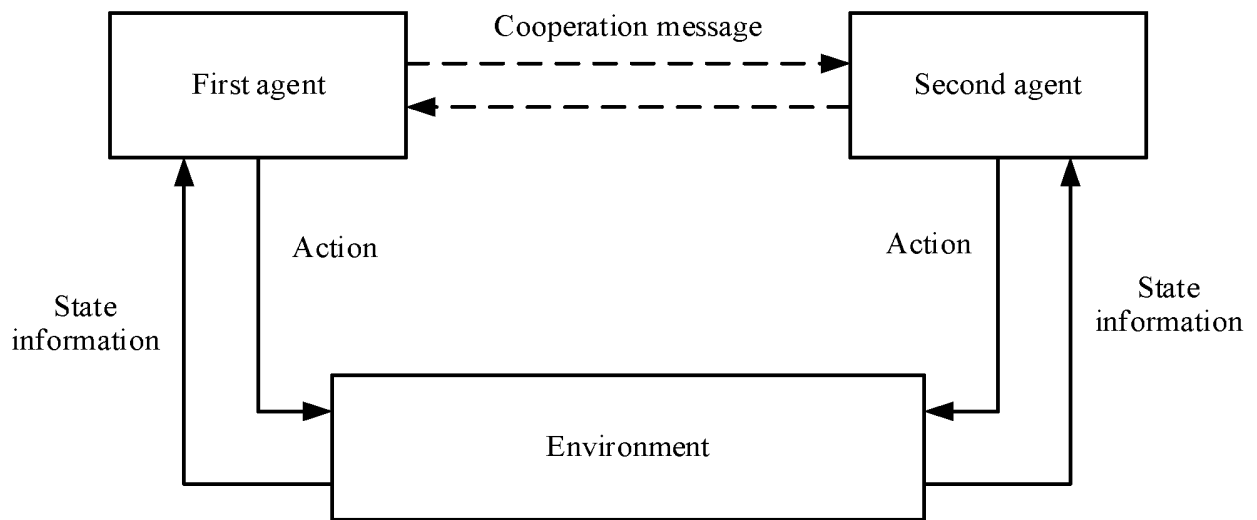 Cooperation message
First agent
Second agent
Action
Action
State
information
State
information
Environment